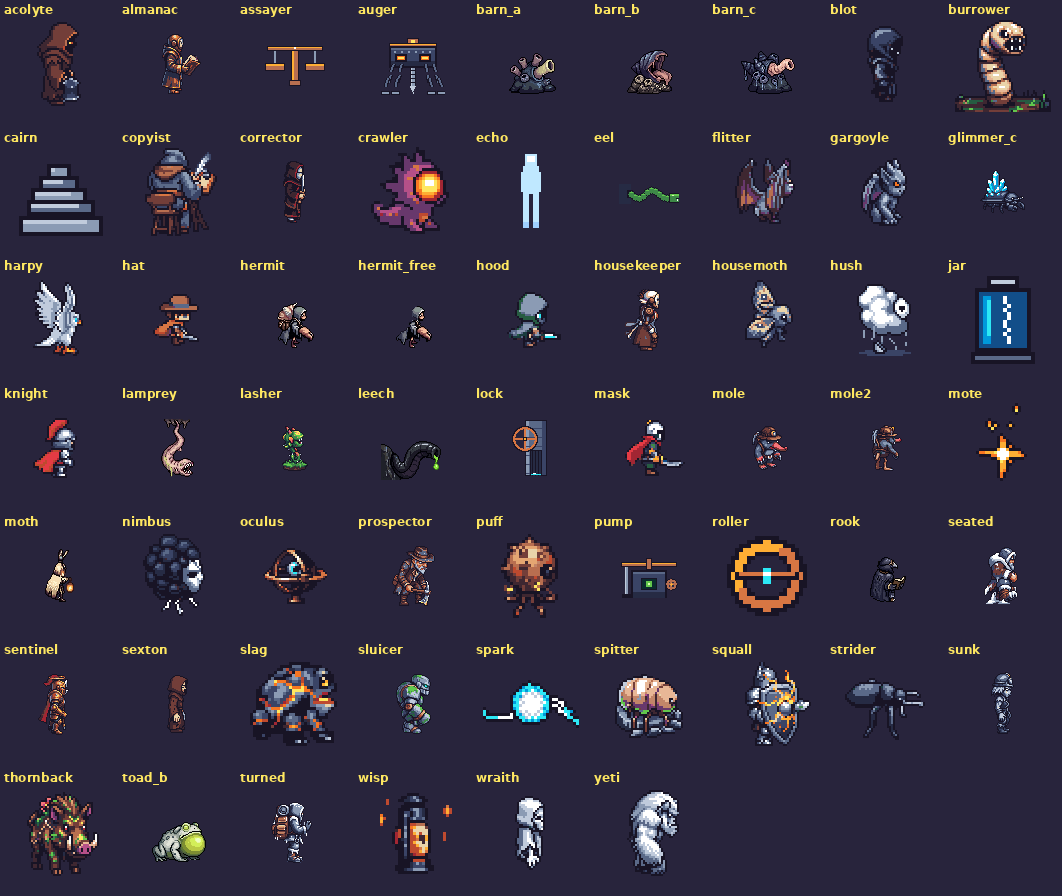 acolyte almanac assayer auger barn_a barn_b barn_c blot burrower
cairn copyist corrector crawler echo eel flitter gargoyle glimmer_c
harpy hat hermit hermit_free hood housekeeper housemoth hush jar
knight lamprey lasher leech lock mask mole mole2 mote
moth nimbus oculus prospector puff pump roller rook seated
sentinel sexton slag sluicer spark spitter squall strider sunk
thornback toad_b turned wisp wraith yeti